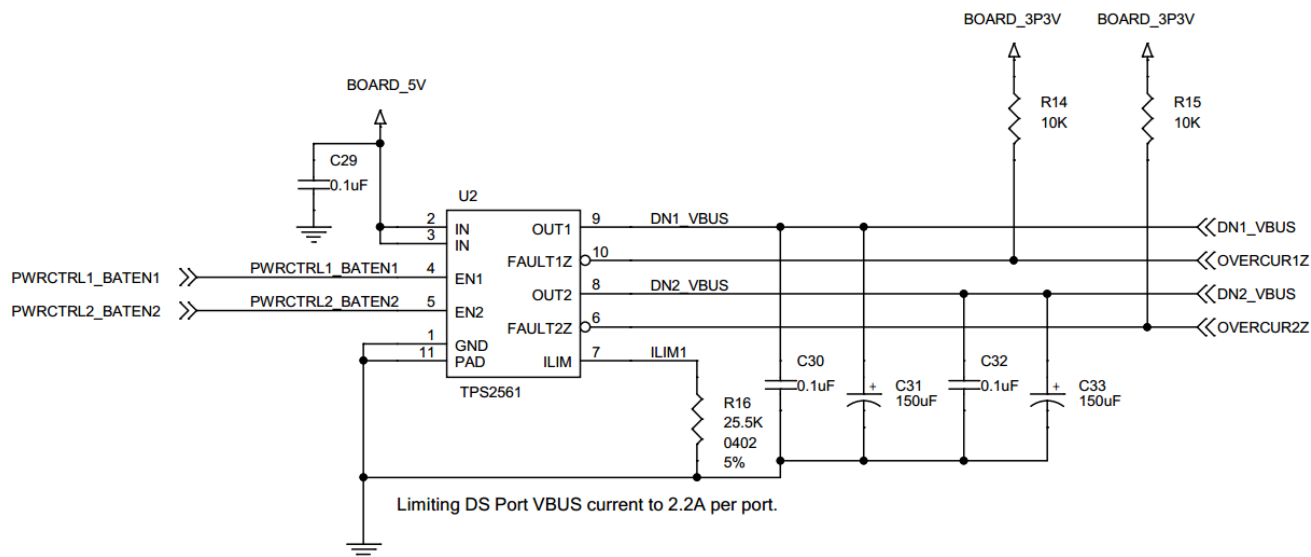 BOARD_3P3V
BOARD_3P3V
BOARD_5V
R14
10K
R15
10K
C29
0.1uF
U2
2
IN
3
IN
OUT1
9
DN1_VBUS
DN1_VBUS
PWRCTRL1_BATEN1
PWRCTRL1_BATEN1
4
EN1
FAULT1Z
10
OVERCUR1Z
PWRCTRL2_BATEN2
PWRCTRL2_BATEN2
5
EN2
OUT2
8
DN2_VBUS
DN2_VBUS
FAULT2Z
6
OVERCUR2Z
1
GND
11
PAD
ILIM
7
ILIM1
TPS2561
R16
25.5K
0402
5%
C30
0.1uF
C31
150uF
C32
0.1uF
C33
150uF
+
+
Limiting DS Port VBUS current to 2.2A per port.